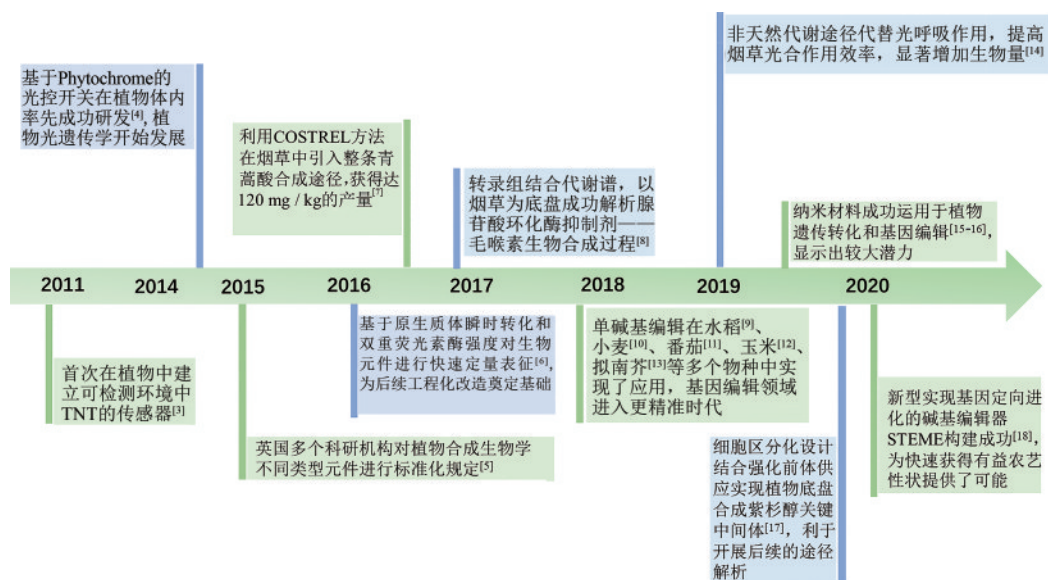 基于Phytochrome的
光控开关在植物体内
率先成功研发[4], 植
物光遗传学开始发展
利用COSTREL方法
在烟草中引入整条青
蒿酸合成途径,获得达
120 mg / kg的产量[7]
转录组结合代谢谱，以
烟草为底盘成功解析腺
苷酸环化酶抑制剂——
毛喉素生物合成过程[8]
非天然代谢途径代替光呼吸作用，提高
烟草光合作用效率，显著增加生物量[14]
纳米材料成功运用于植物
遗传转化和基因编辑[15-16],
显示出较大潜力
2011
2014
2015
2016
2017
2018
2019
2020
首次在植物中建
立可检测环境中
TNT的传感器[3]
英国多个科研机构对植物合成生物学
不同类型元件进行标准化规定[5]
基于原生质体瞬时转化和
双重荧光素酶强度对生物
元件进行快速定量表征[6],
为后续工程化改造奠定基础
单碱基编辑在水稻[9]、
小麦[10]、番茄[11]、玉米[12]、
拟南芥[13]等多个物种中实
现了应用，基因编辑领域
进入更精准时代
细胞区分化设计
结合强化前体供
应实现植物底盘
合成紫杉醇关键
中间体[17]，利于
开展后续的途径
解析
新型实现基因定向进
化的碱基编辑器
STEME构建成功[18],
为快速获得有益农艺
性状提供了可能